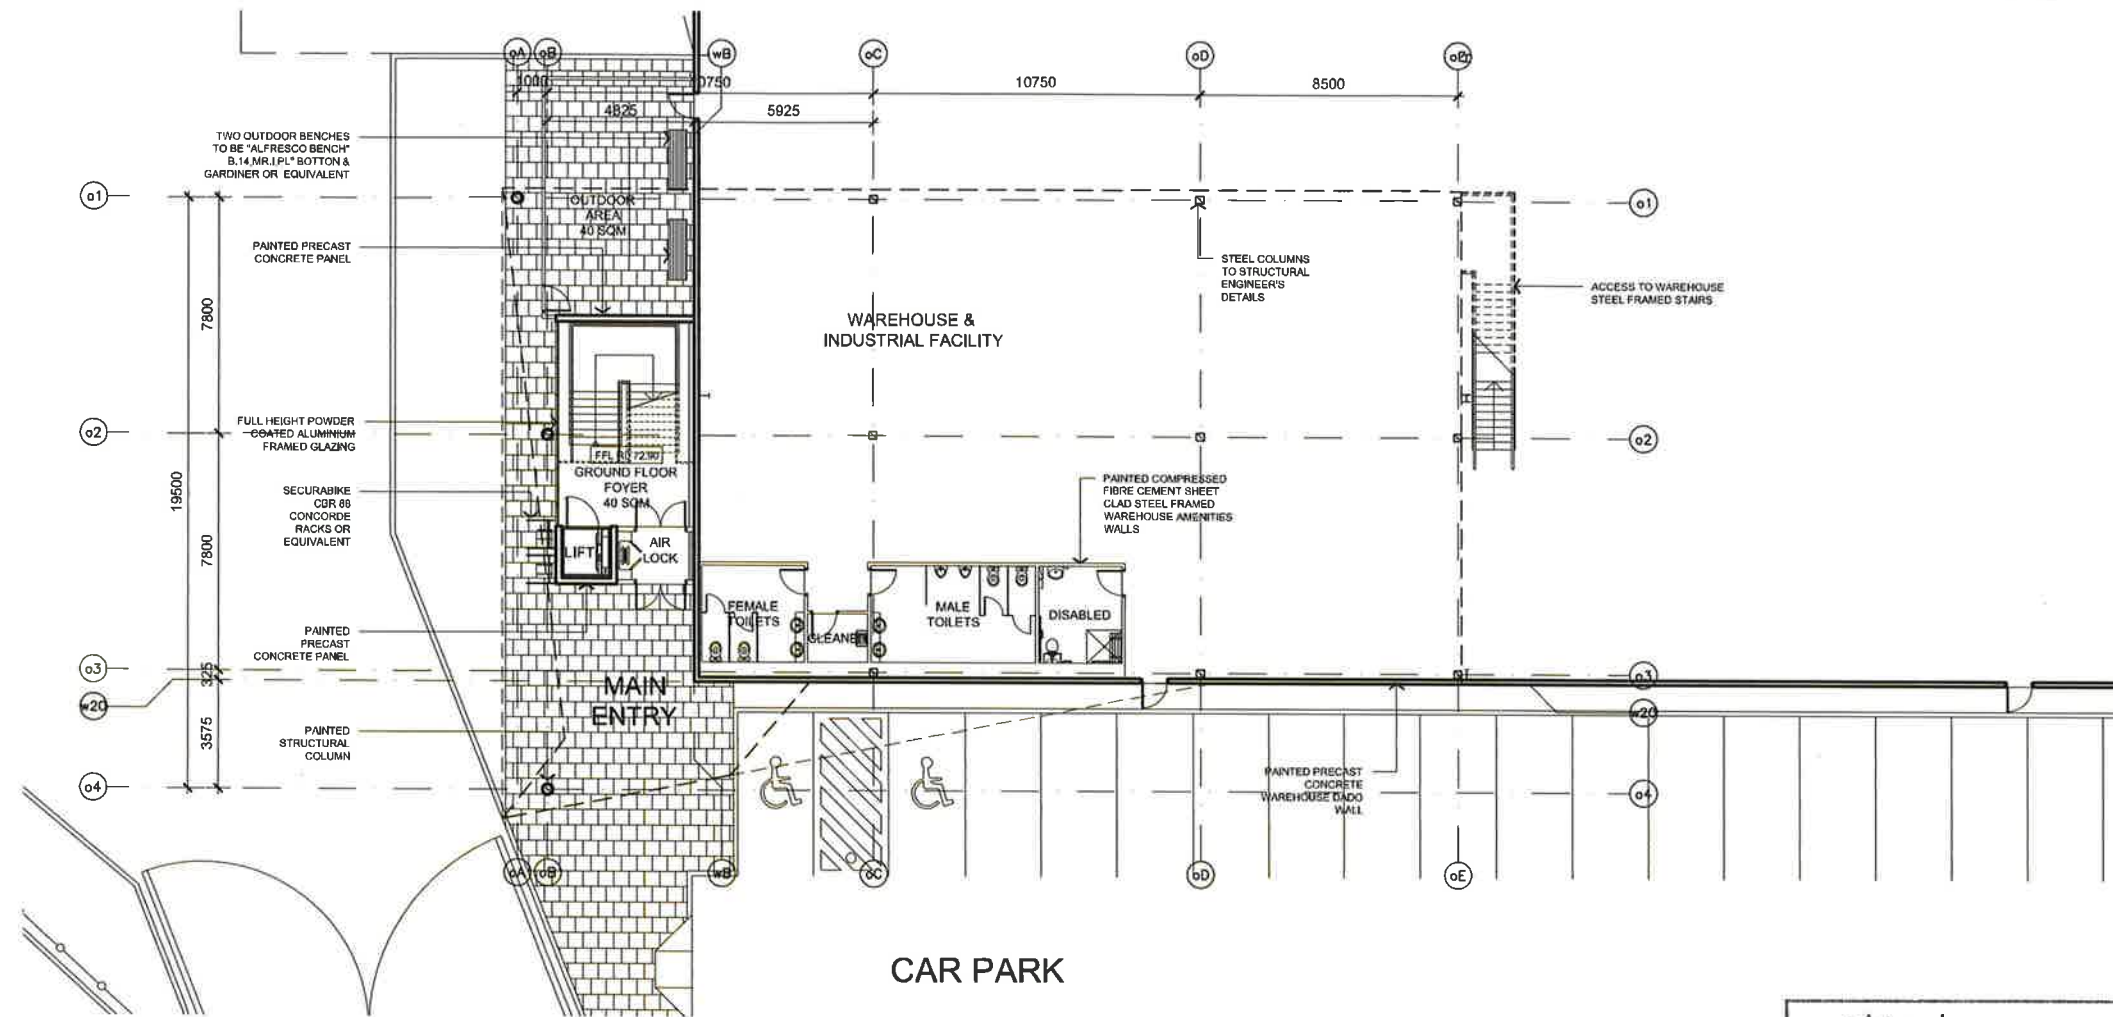 oA
oB
wB
oC
oD
1000
10750
8500
4825
5925
TWO OUTDOOR BENCHES
TO BE "ALFRESCO BENCH"
B.14.MR.I.PL" BOTTON &
GARDINER OR EQUIVALENT
o1
OUTDOOR
AREA
40 SQM
o1
PAINTED PRECAST
CONCRETE PANEL
STEEL COLUMNS
TO STRUCTURAL
ENGINEER'S
DETAILS
ACCESS TO WAREHOUSE
STEEL FRAMED STAIRS
7800
WAREHOUSE &
INDUSTRIAL FACILITY
o2
FULL HEIGHT POWDER
COATED ALUMINIUM
FRAMED GLAZING
o2
19500
GROUND FLOOR
FOYER
40 SQM
SECURABIKE
CBR
CONCORDE
RACKS OR
EQUIVALENT
PAINTED COMPRESSED
FIBRE CEMENT SHEET
CLAD STEEL FRAMED
WAREHOUSE AMENITIES
WALLS
7800
LIFT
AIR
LOCK
FEMALE
TOILETS
CLEANER
MALE
TOILETS
DISABLED
PAINTED
PRECAST
CONCRETE PANEL
o3
325
w20
MAIN
ENTRY
o3
w20
3575
PAINTED
STRUCTURAL
COLUMN
PAINTED PRECAST
CONCRETE
WAREHOUSE DADO
WALL
o4
o4
oA
oB
wB
oC
oD
oE
CAR PARK